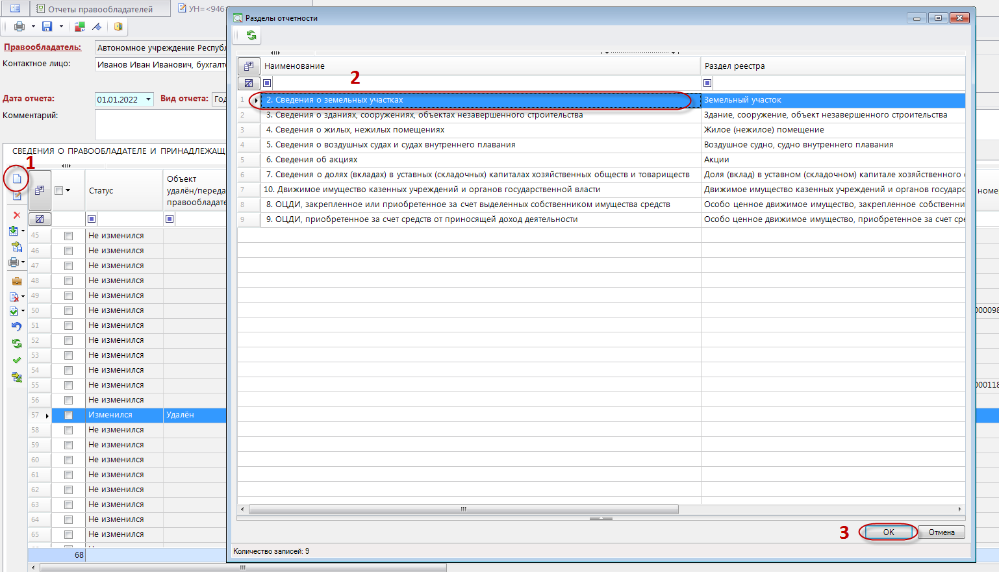 Отчеты правообладателей
УН= <946
Разделы отчетности
Правообладатель:
Автономное учреждение Республ
Контактное лицо:
Иванов Иван Иванович, бухгалт
Дата отчета:
01.01.2022
Вид отчета:
Год
Комментарий:
СВЕДЕНИЯ О ПРАВООБЛАДАТЕЛЕ И ПРИНАДЛЕЖАЩ
1
Статус
Объект
удалён/переда
правообладате
45 Не изменился
46 Не изменился
47 Не изменился
48 Не изменился
49 Не изменился
50 Не изменился
51 Не изменился
52 Не изменился
53 Не изменился
54 Не изменился
55 Не изменился
56 Не изменился
57 Изменился Удалён
58 Не изменился
59 Не изменился
60 Не изменился
61 Не изменился
62 Не изменился
63 Не изменился
64 Не изменился
65 Не изменился
68
Наименование Раздел реестра
2
1 2. Сведения о земельных участках Земельный участок
2 3. Сведения о зданиях, сооружениях, объектах незавершенного строительства Здание, сооружение, объект незавершенного строительства
3 4. Сведения о жилых, нежилых помещениях Жилое (нежилое) помещение
4 5. Сведения о воздушных судах и судах внутреннего плавания Воздушное судно, судно внутреннего плавания
5 6. Сведения об акциях Акции
6 7. Сведения о долях (вкладах) в уставных (складочных) капиталах хозяйственных обществ и товариществ Доля (вклад) в уставном (складочном) капитале хозяйственного
7 10. Движимое имущество казенных учреждений и органов государственной власти Движимое имущество казенных учреждений и органов государс
8 8. ОЦДИ, закрепленное или приобретенное за счет выделенных собственником имущества средств Особо ценное движимое имущество, закрепленное собственни
9 9. ОЦДИ, приобретенное за счет средств от приносящей доход деятельности Особо ценное движимое имущество, приобретенное за счет сре
3
OK
Отмена
Количество записей: 9
номе
000098
000118